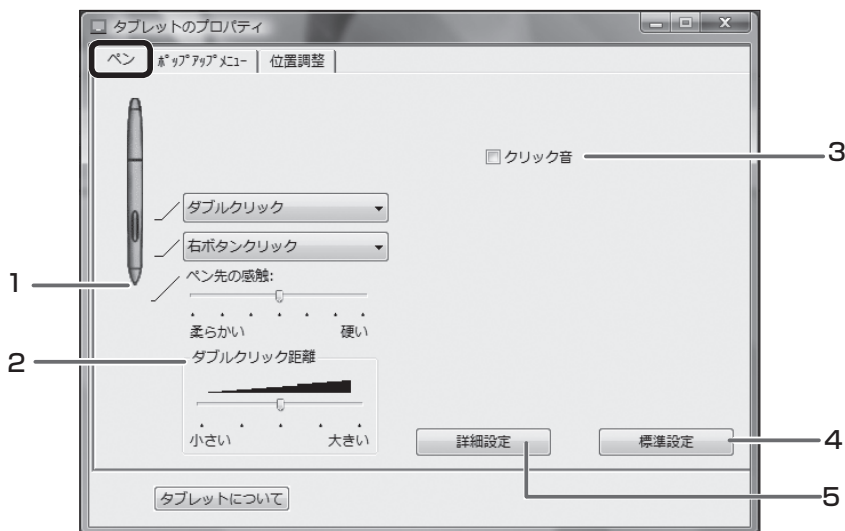 タブレットのプロパティ
ペン ﾎﾟｯﾌﾟｱｯﾌﾟﾒﾆｭｰ 位置調整
クリック音 3
ダブルクリック
右ボタンクリック
1
ペン先の感触:
柔らかい 硬い
2
ダブルクリック距離
小さい 大きい
詳細設定 標準設定 4
5
タブレットについて